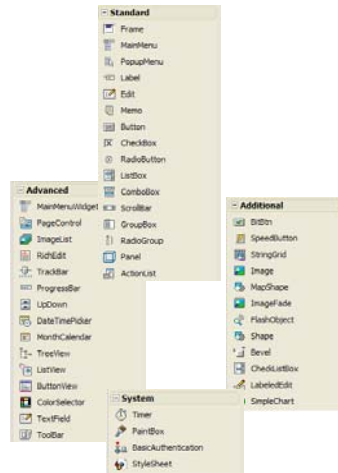 Standard
Frame
MainMenu
PopupMenu
Label
Edit
Memo
Button
CheckBox
RadioButton
ListBox
ComboBox
ScrollBar
GroupBox
RadioGroup
Panel
ActionList
Advanced
MainMenuWidget
PageControl
ImageList
RichEdit
TrackBar
ProgressBar
UpDown
DateTimePicker
MonthCalendar
TreeView
ListView
ButtonView
ColorSelector
TextField
ToolBar
Additional
BitBtn
SpeedButton
StringGrid
Image
MapShape
ImageFade
FlashObject
Shape
Bevel
CheckListBox
LabeledEdit
SimpleChart
System
Timer
PaintBox
BasicAuthentication
StyleSheet